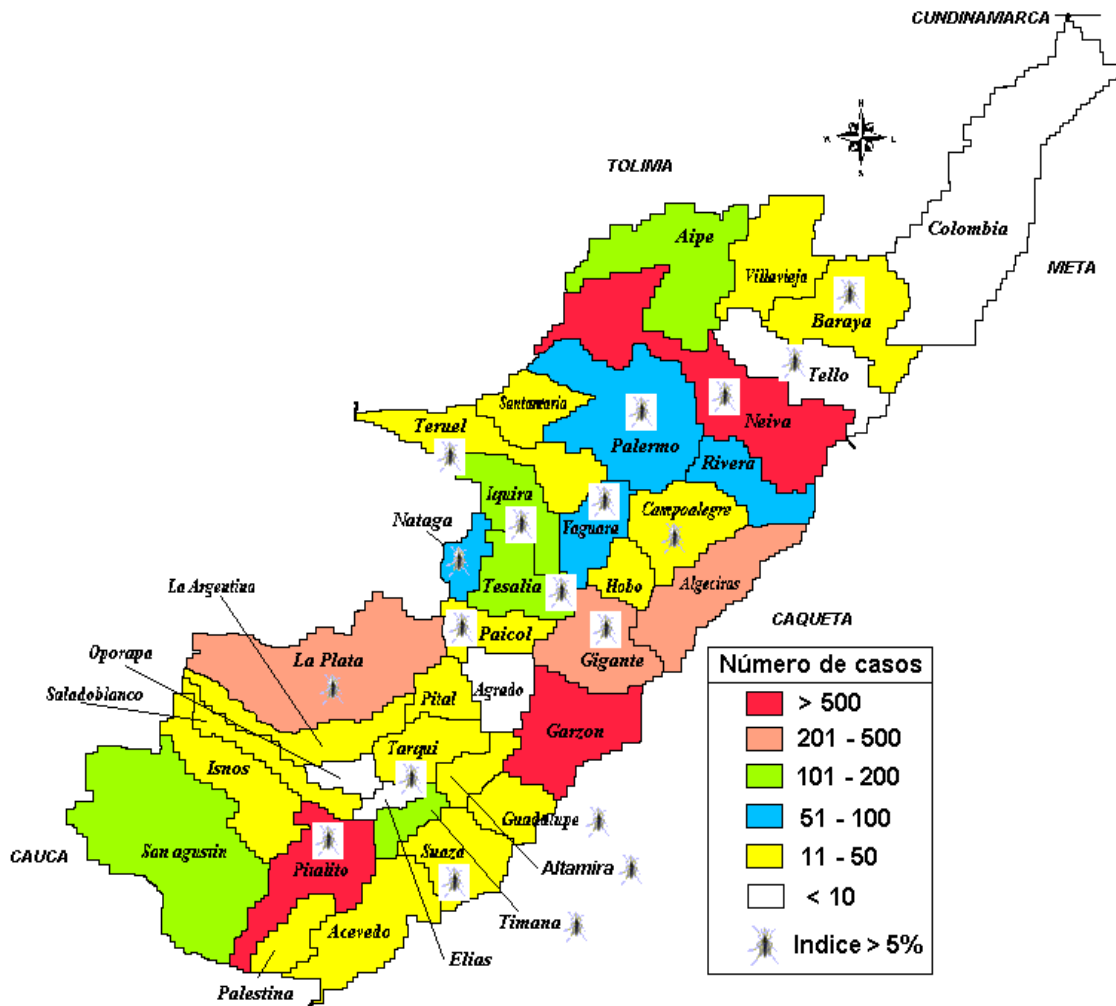 CUNDINAMARCA
N
W
L
S
TOLIMA
Colombia
META
Aipe
Villavieja
Baraya
Tello
Santamaria
Teruel
Neiva
Palermo
Rivera
Iquira
Campoalegre
Nataga
Yaguara
Tesalia
Hobo
Algeciras
La Argentina
CAQUETA
Paicol
Oporapa
La Plata
Gigante
Saladoblanco
Pital
Agrado
Garzon
Tarqui
Isnos
Guadalupe
CAUCA
San agustin
Pitalito
Suaza
Altamira
Timana
Acevedo
Elias
Palestina
Número de casos
> 500
201 - 500
101 - 200
51 - 100
11 - 50
< 10
Indice > 5%